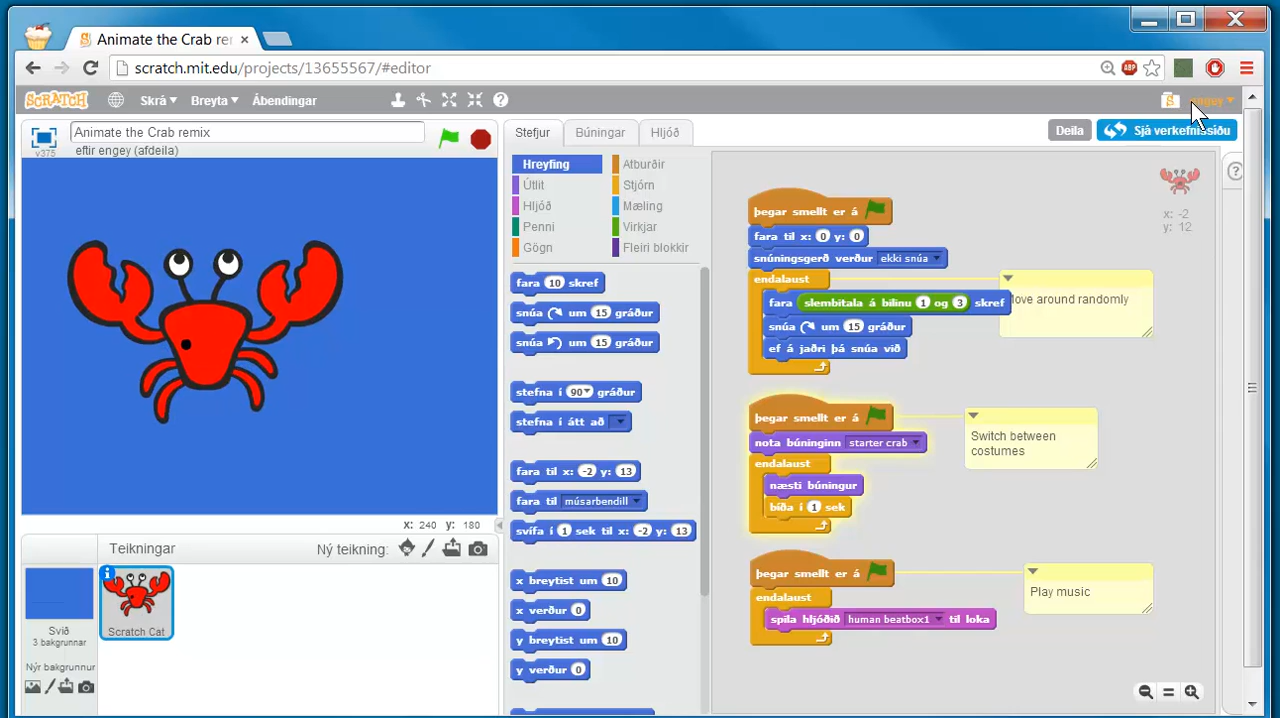 Animate the Crab rem
scratch.mit.edu/projects/13655567/#editor
ABP
SCRATCH Skrá Breyta Ábendingar
S
v375
Animate the Crab remix
eftir engey (afdeila)
Stefjur Búningar Hljóð
Deila Sjá verkefnissíðu
Hreyfing Atburðir
Útlit Stjórn
Hljóð Mæling
Penni Virkjar
Gögn Fleiri blokkir
fara 10 skref
snúa um 15 gráður
snúa um 15 gráður
stefna í 90 gráður
stefna í átt að
fara til x: -2 y: 13
fara til músarbendill
svífa í 1 sek til x: -2 y: 13
x breytist um 10
x verður 0
y breytist um 10
y verður 0
x: -2
y: 12
þegar smellt er á
fara til x: 0 y: 0
snúningsgerð verður ekki snúa
endalaust
fara slembitala á bilinu 1 og 3 skref
snúa um 15 gráður
ef á jaðri þá snúa við
ove around randomly
þegar smellt er á
nota búninginn starter crab
endalaust
næsti búningur
bíða í 1 sek
Switch between
costumes
þegar smellt er á
endalaust
spila hljóðið human beatbox1 til loka
Play music
x: 240 y: 180
Teikningar Ný teikning:
Svið
3 bakgrunnar
Nýr bakgrunnur
Scratch Cat